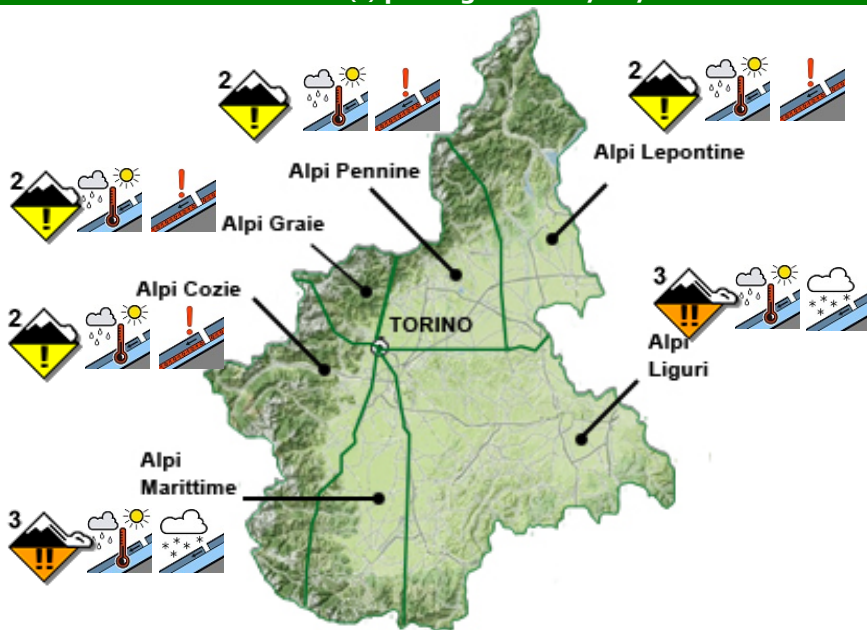 2
2
Alpi Lepontine
Alpi Pennine
2
Alpi Graie
3
Alpi Cozie
2
TORINO
Alpi
Liguri
Alpi
Marittime
3